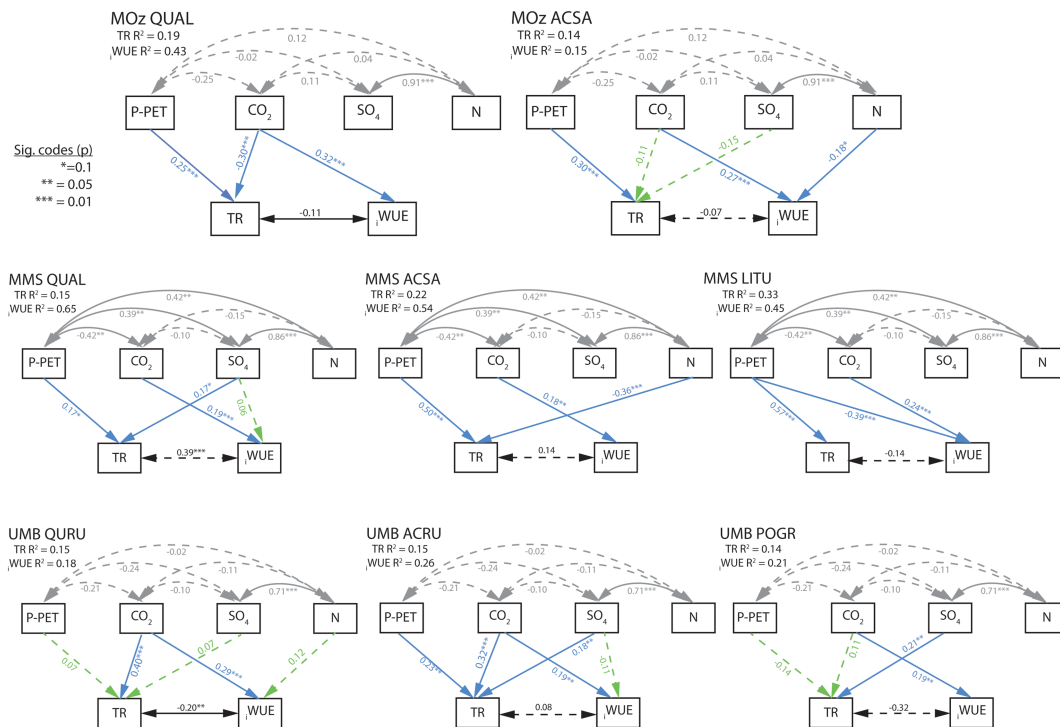 MOz QUAL
TR R² = 0.19
iWUE R² = 0.43
0.12
-0.02
0.04
-0.25
0.11
0.91***
P-PET
CO2
SO4
N
0.25***
-0.30***
0.32***
TR
-0.11
iWUE
MOz ACSA
TR R² = 0.14
iWUE R² = 0.15
0.12
-0.02
0.04
-0.25
0.11
0.91***
P-PET
CO2
SO4
N
0.30***
-0.11
-0.15
0.27***
-0.18*
TR
-0.07
iWUE
Sig. codes (p)
*=0.1
** = 0.05
*** = 0.01
MMS QUAL
TR R² = 0.15
iWUE R² = 0.65
0.42**
0.39**
-0.15
-0.42**
-0.10
0.86***
P-PET
CO2
SO4
N
0.17*
0.17*
0.19***
0.06
TR
0.39***
iWUE
MMS ACSA
TR R² = 0.22
iWUE R² = 0.54
0.42**
0.39**
-0.15
-0.42**
-0.10
0.86***
P-PET
CO2
SO4
N
0.50***
0.18**
-0.36***
TR
0.14
iWUE
MMS LITU
TR R² = 0.33
iWUE R² = 0.45
0.42**
0.39**
-0.15
-0.42**
-0.10
0.86***
P-PET
CO2
SO4
N
0.57***
-0.39***
0.24***
TR
-0.14
iWUE
UMB QURU
TR R² = 0.15
iWUE R² = 0.18
-0.02
-0.24
-0.11
-0.21
-0.10
0.71***
P-PET
CO2
SO4
N
0.07
0.40***
0.07
0.29***
0.12
TR
-0.20**
iWUE
UMB ACRU
TR R² = 0.15
iWUE R² = 0.26
-0.02
-0.24
-0.11
-0.21
-0.10
0.71***
P-PET
CO2
SO4
N
0.23**
0.32***
0.18**
0.19**
-0.11
TR
0.08
iWUE
UMB POGR
TR R² = 0.14
iWUE R² = 0.21
-0.02
-0.24
-0.11
-0.21
-0.10
0.71***
P-PET
CO2
SO4
N
-0.14
0.11
0.21**
0.19**
TR
-0.32
iWUE